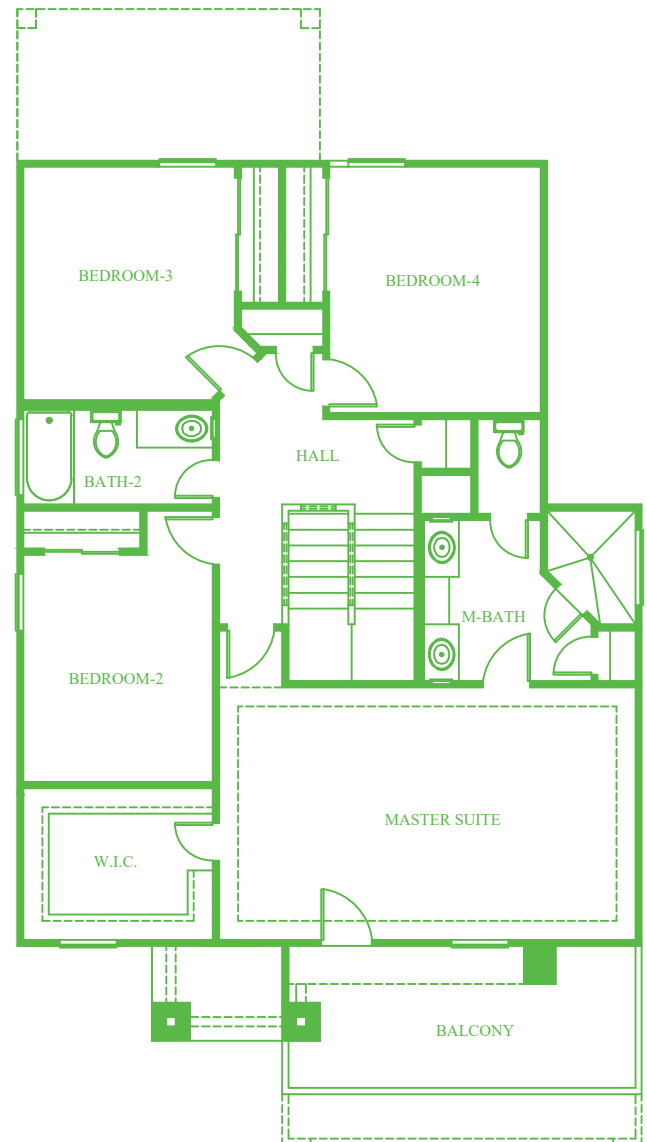 BEDROOM-3
BEDROOM-4
HALL
BATH-2
M-BATH
BEDROOM-2
MASTER SUITE
W.I.C.
BALCONY